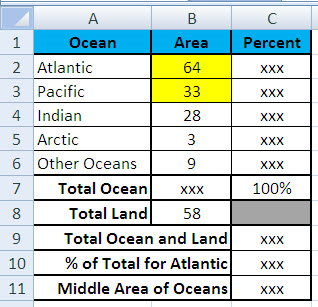 A B C
1 Ocean Area Percent
2 Atlantic 64 xxx
3 Pacific 33 xxx
4 Indian 28 xxx
5 Arctic 3 xxx
6 Other Oceans 9 xxx
7 Total Ocean xxx 100%
8 Total Land 58
9 Total Ocean and Land xxx
10 % of Total for Atlantic xxx
11 Middle Area of Oceans xxx